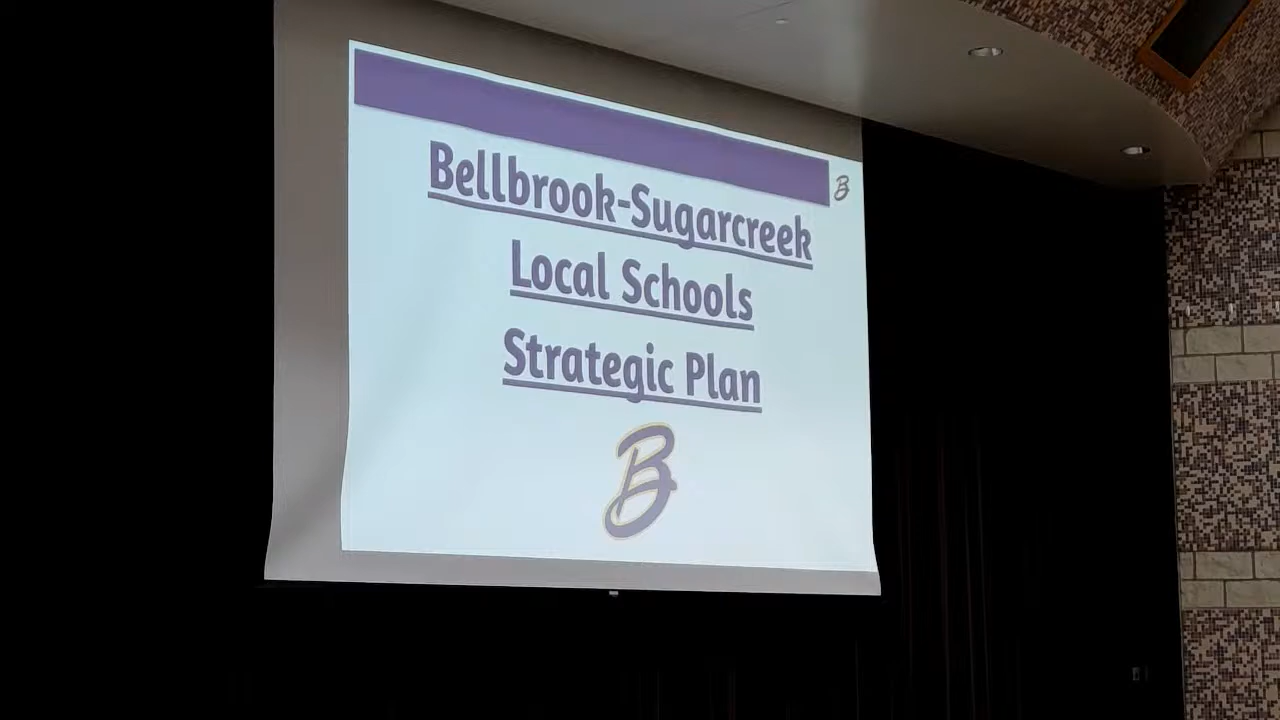 B
Bellbrook-Sugarcreek
Local Schools
Strategic Plan
B